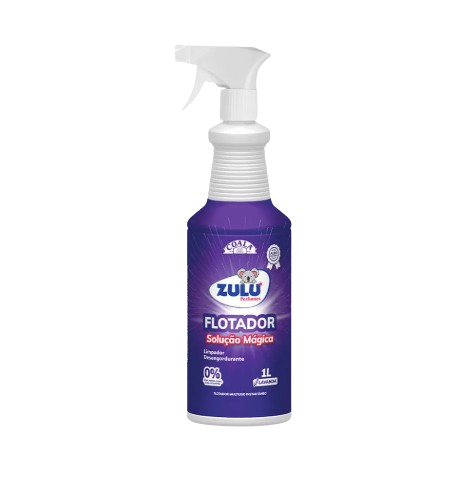 COALA
ZULU
Perfumes
FLOTADOR
Solução Mágica
Limpador
Desengordurante
0%
1L
LAVANDA